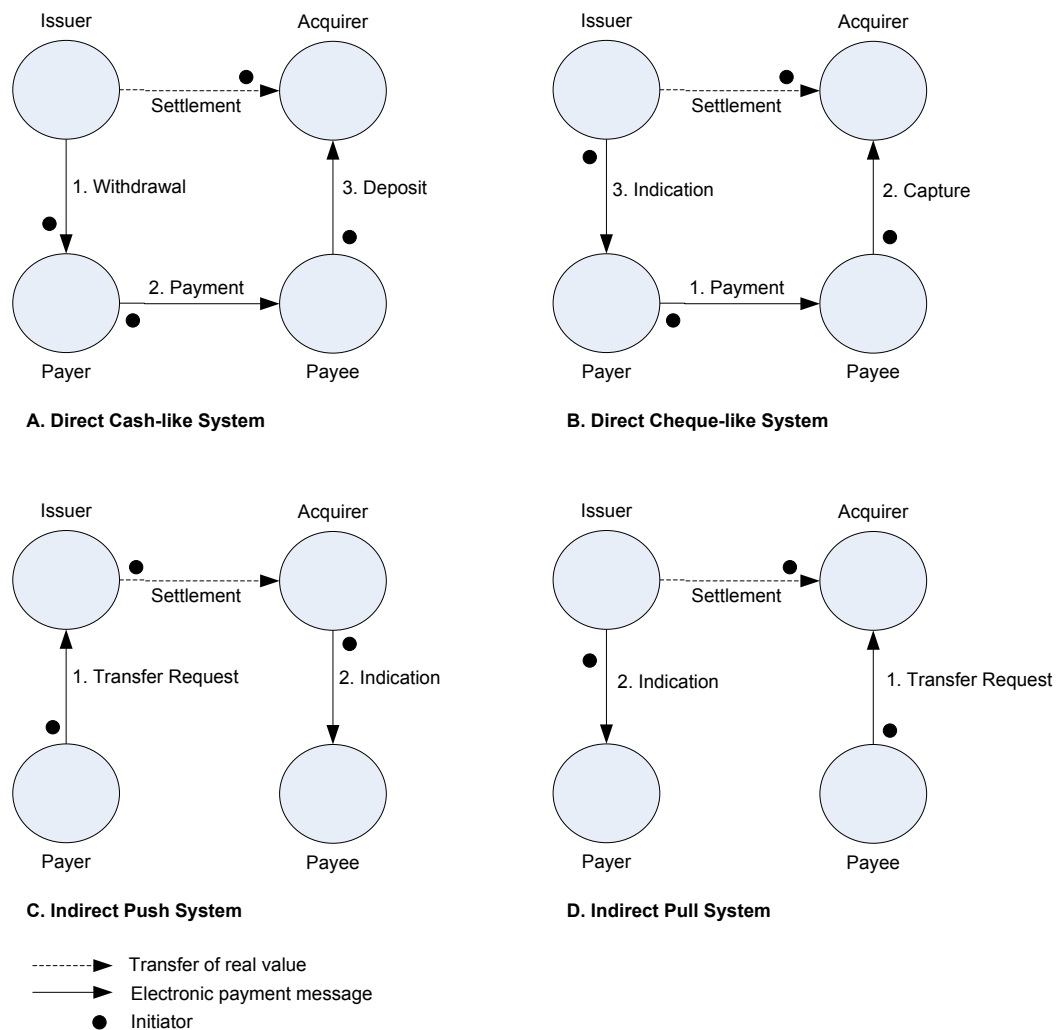 Issuer
Acquirer
Settlement
1. Withdrawal
3. Deposit
2. Payment
Payer
Payee
A. Direct Cash-like System
Issuer
Acquirer
Settlement
3. Indication
2. Capture
1. Payment
Payer
Payee
B. Direct Cheque-like System
Issuer
Acquirer
Settlement
1. Transfer Request
2. Indication
Payer
Payee
C. Indirect Push System
Issuer
Acquirer
Settlement
2. Indication
1. Transfer Request
Payer
Payee
D. Indirect Pull System
Transfer of real value
Electronic payment message
Initiator